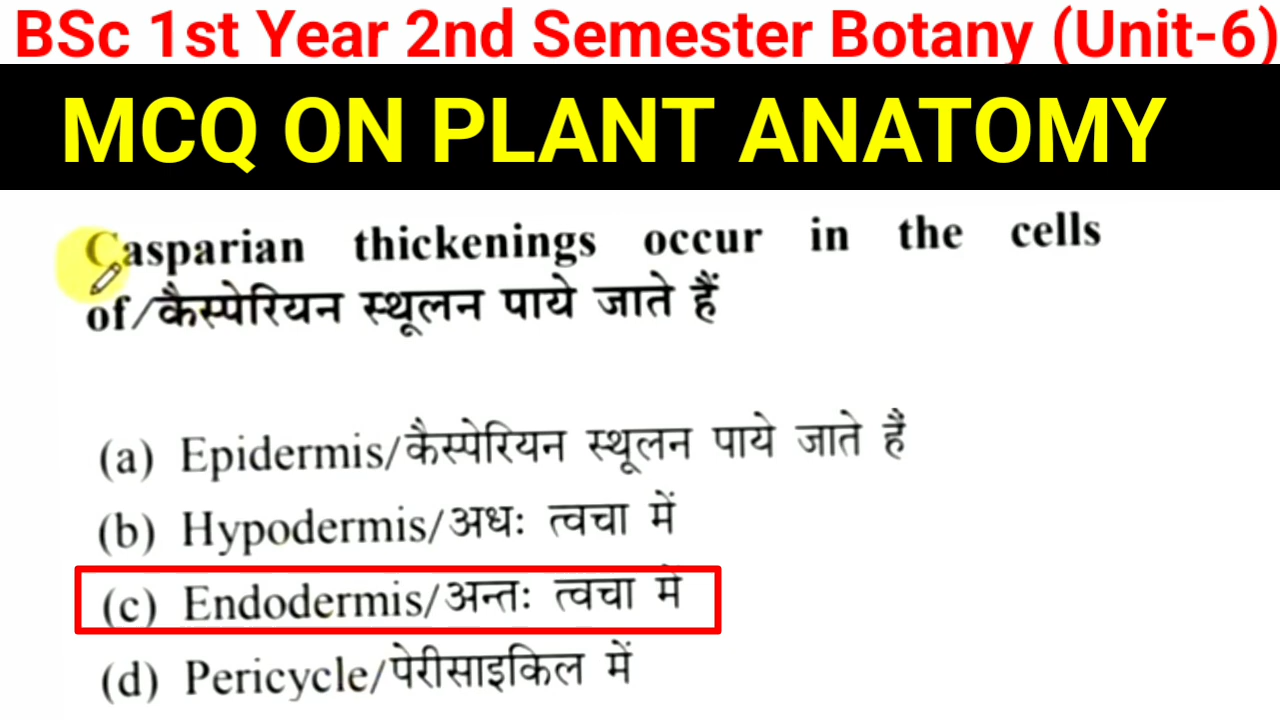 BSc 1st Year 2nd Semester Botany (Unit-6)
MCQ ON PLANT ANATOMY
Casparian thickenings occur in the cells
of/कैस्पेरियन स्थूलन पाये जाते हैं
(a) Epidermis/कैस्पेरियन स्थूलन पाये जाते हैं
(b) Hypodermis/अधः त्वचा में
(c) Endodermis/अन्तः त्वचा मे
(d) Pericycle/पेरीसाइकिल में